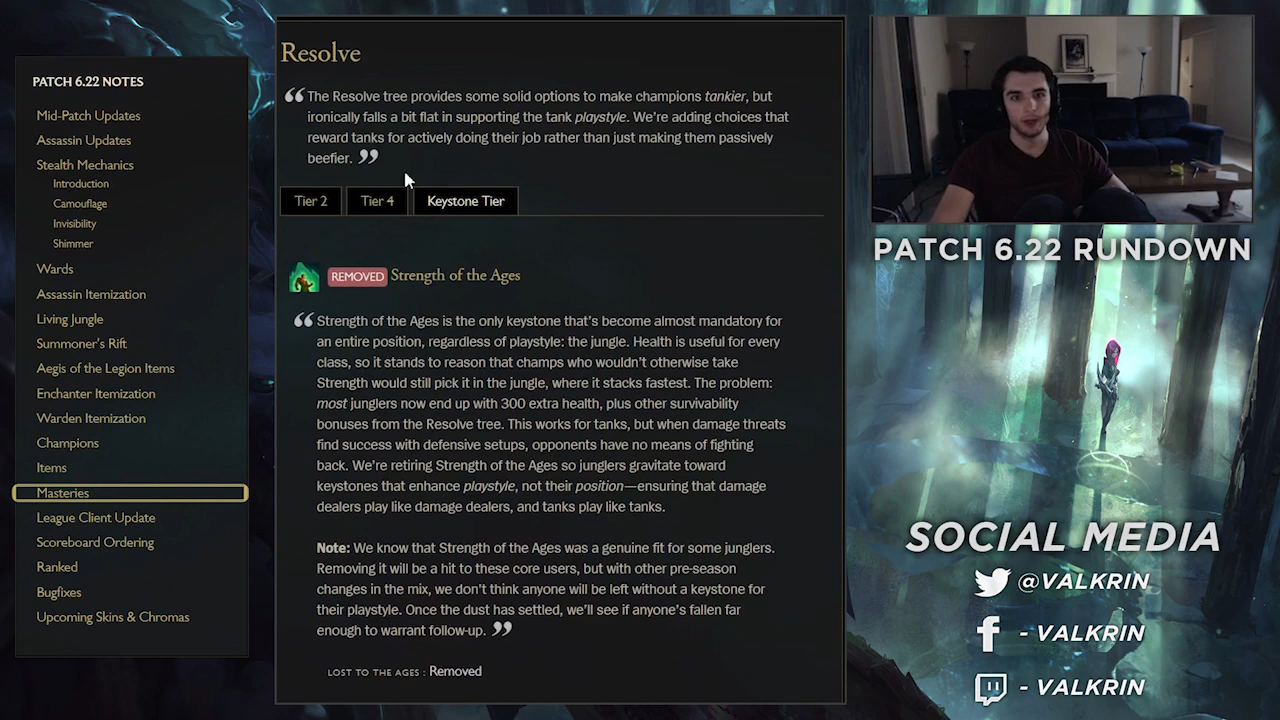 PATCH 6.22 NOTES
Mid-Patch Updates
Assassin Updates
Stealth Mechanics
Introduction
Camouflage
Invisibility
Shimmer
Wards
Assassin Itemization
Living Jungle
Summoner's Rift
Aegis of the Legion Items
Enchanter Itemization
Warden Itemization
Champions
Items
Masteries
League Client Update
Scoreboard Ordering
Ranked
Bugfixes
Upcoming Skins & Chromas
Resolve
“ The Resolve tree provides some solid options to make champions tankier, but
ironically falls a bit flat in supporting the tank playstyle. We’re adding choices that
reward tanks for actively doing their job rather than just making them passively
beefier. ”
Tier 2 Tier 4 Keystone Tier
REMOVED Strength of the Ages
“ Strength of the Ages is the only keystone that’s become almost mandatory for
an entire position, regardless of playstyle: the jungle. Health is useful for every
class, so it stands to reason that champs who wouldn’t otherwise take
Strength would still pick it in the jungle, where it stacks fastest. The problem:
most junglers now end up with 300 extra health, plus other survivability
bonuses from the Resolve tree. This works for tanks, but when damage threats
find success with defensive setups, opponents have no means of fighting
back. We’re retiring Strength of the Ages so junglers gravitate toward
keystones that enhance playstyle, not their position—ensuring that damage
dealers play like damage dealers, and tanks play like tanks.
Note: We know that Strength of the Ages was a genuine fit for some junglers.
Removing it will be a hit to these core users, but with other pre-season
changes in the mix, we don’t think anyone will be left without a keystone for
their playstyle. Once the dust has settled, we’ll see if anyone’s fallen far
enough to warrant follow-up. ”
LOST TO THE AGES : Removed
PATCH 6.22 RUNDOWN
SOCIAL MEDIA
@VALKRIN
- VALKRIN
- VALKRIN